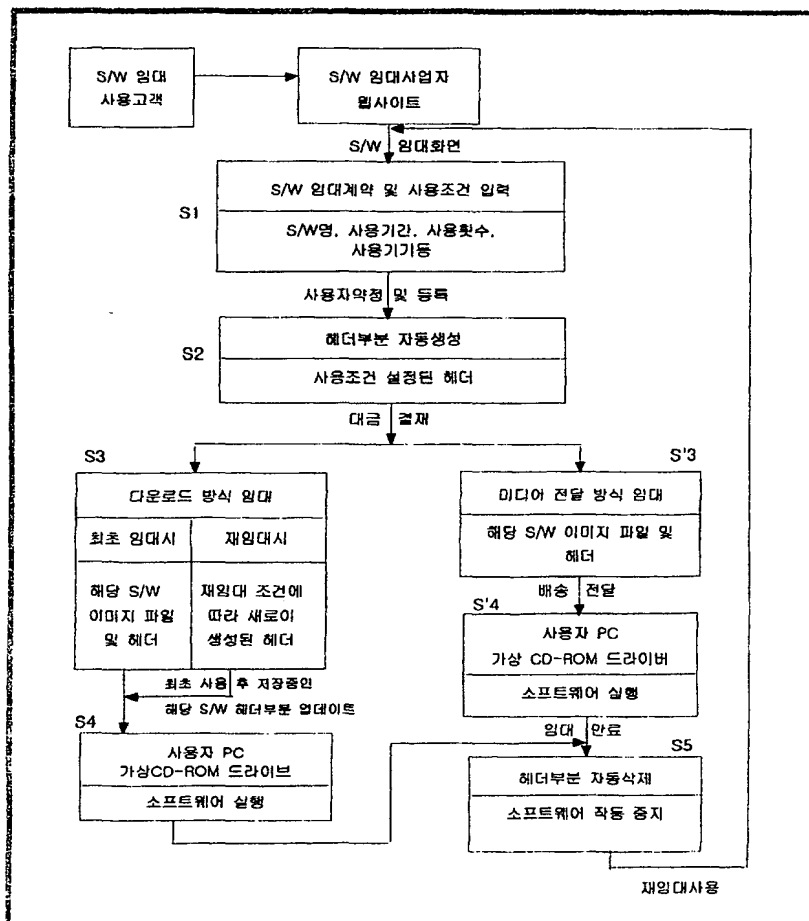 S/W 임대
사용고객
S/W 임대사업자
웹사이트
S/W 임대화면
S1
S/W 임대계약 및 사용조건 입력
S/W명, 사용기간, 사용횟수,
사용기기등
사용자약정 및 등록
S2
헤더부분 자동생성
사용조건 설정된 헤더
대금 결재
S3
다운로드 방식 임대
최초 임대시
재임대시
해당 S/W
이미지 파일
및 헤더
재임대 조건에
따라 새로이
생성된 헤더
최초 사용 후 저장중인
해당 S/W 헤더부분 업데이트
S4
사용자 PC
가상CD-ROM 드라이브
소프트웨어 실행
S'3
미디어 전달 방식 임대
해당 S/W 이미지 파일 및
헤더
배송 전달
S'4
사용자 PC
가상 CD-ROM 드라이버
소프트웨어 실행
임대 만료
S5
헤더부분 자동삭제
소프트웨어 작동 중지
재임대사용